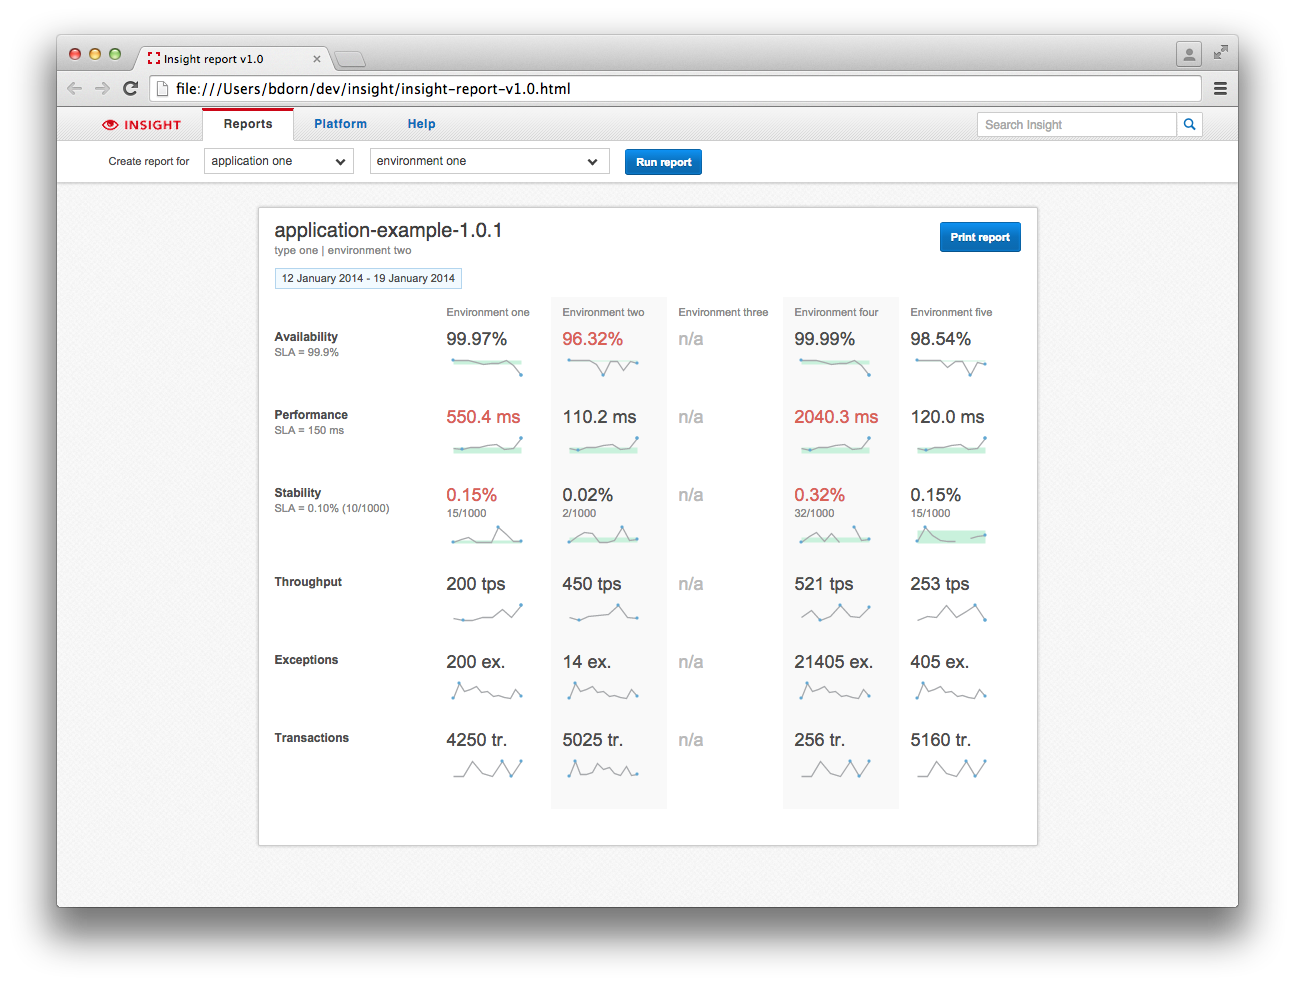 Insight report v1.0
file:///Users/bdorn/dev/insight/insight-report-v1.0.html
INSIGHT Reports Platform Help Search Insight
Create report for application one environment one Run report
application-example-1.0.1 Print report
type one | environment two
12 January 2014 - 19 January 2014
Environment one Environment two Environment three Environment four Environment five
Availability 99.97% 96.32% n/a 99.99% 98.54%
SLA = 99.9%
Performance 550.4 ms 110.2 ms n/a 2040.3 ms 120.0 ms
SLA = 150 ms
Stability 0.15% 0.02% n/a 0.32% 0.15%
SLA = 0.10% (10/1000) 15/1000 2/1000 32/1000 15/1000
Throughput 200 tps 450 tps n/a 521 tps 253 tps
Exceptions 200 ex. 14 ex. n/a 21405 ex. 405 ex.
Transactions 4250 tr. 5025 tr. n/a 256 tr. 5160 tr.